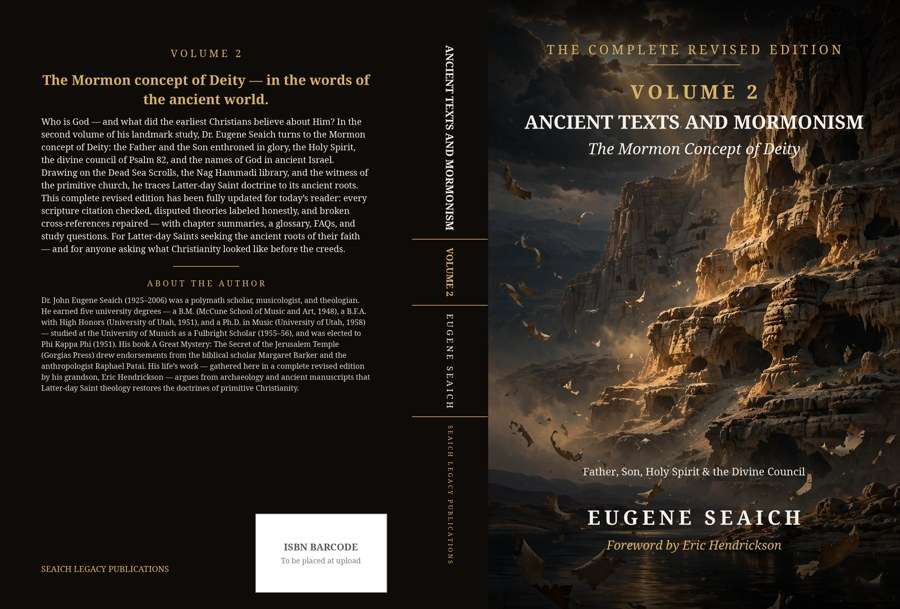 VOLUME 2
The Mormon concept of Deity — in the words of
the ancient world.
Who is God — and what did the earliest Christians believe about Him? In the
second volume of his landmark study, Dr. Eugene Seaich turns to the Mormon
concept of Deity: the Father and the Son enthroned in glory, the Holy Spirit,
the divine council of Psalm 82, and the names of God in ancient Israel.
Drawing on the Dead Sea Scrolls, the Nag Hammadi library, and the witness of
the primitive church, he traces Latter-day Saint doctrine to its ancient roots.
This complete revised edition has been fully updated for today's reader: every
scripture citation checked, disputed theories labeled honestly, and broken
cross-references repaired — with chapter summaries, a glossary, FAQs, and
study questions. For Latter-day Saints seeking the ancient roots of their faith
— and for anyone asking what Christianity looked like before the creeds.
ABOUT THE AUTHOR
Dr. John Eugene Seaich (1925–2006) was a polymath scholar, musicologist, and theologian.
He earned five university degrees — a B.M. (McCune School of Music and Art, 1948), a B.F.A.
with High Honors (University of Utah, 1951), and a Ph.D. in Music (University of Utah, 1958)
— studied at the University of Munich as a Fulbright Scholar (1955–56), and was elected to
Phi Kappa Phi (1951). His book A Great Mystery: The Secret of the Jerusalem Temple
(Gorgias Press) drew endorsements from the biblical scholar Margaret Barker and the
anthropologist Raphael Patai. His life's work — gathered here in a complete revised edition
by his grandson, Eric Hendrickson — argues from archaeology and ancient manuscripts that
Latter-day Saint theology restores the doctrines of primitive Christianity.
ISBN BARCODE
To be placed at upload
SEAICH LEGACY PUBLICATIONS
ANCIENT TEXTS AND MORMONISM
VOLUME 2
EUGENE SEAICH
SEAICH LEGACY PUBLICATIONS
THE COMPLETE REVISED EDITION
VOLUME 2
ANCIENT TEXTS AND MORMONISM
The Mormon Concept of Deity
Father, Son, Holy Spirit & the Divine Council
EUGENE SEAICH
Foreword by Eric Hendrickson